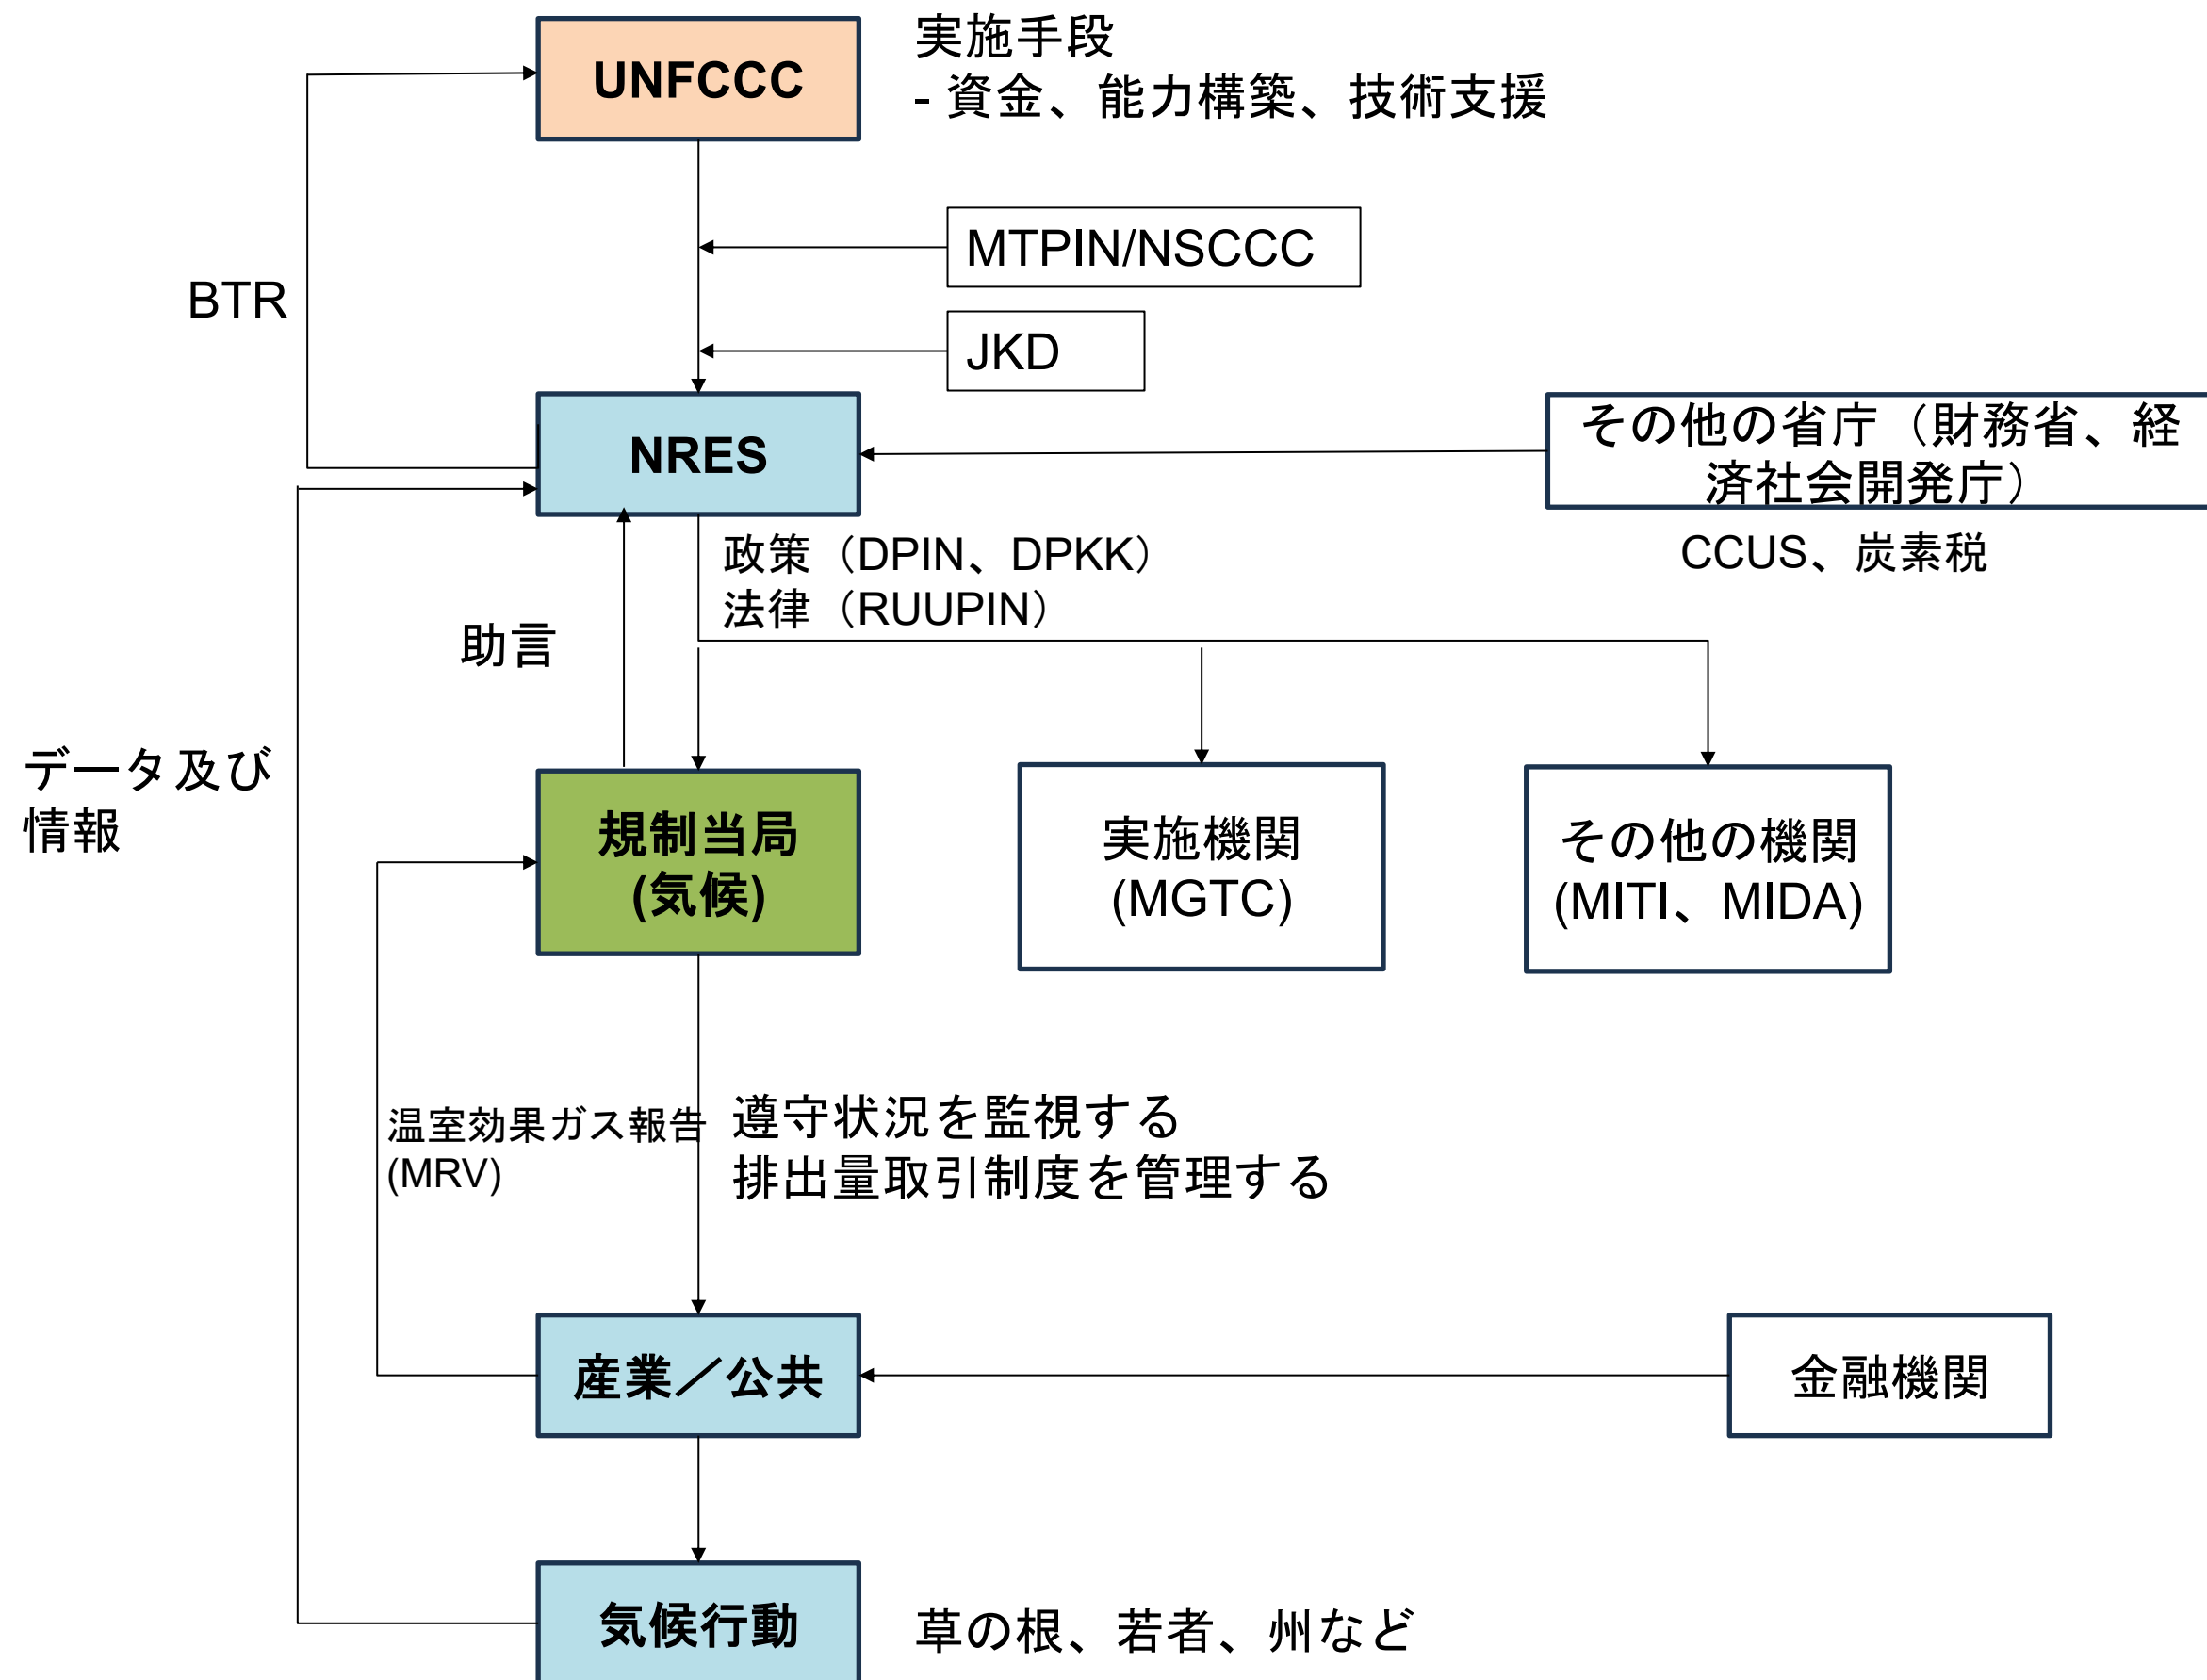 UNFCCC
実施手段
- 資金、能力構築、技術支援
MTPIN/NSCCC
BTR
JKD
NRES
その他の省庁（財務省、経
済社会開発庁）
CCUS、炭素税
政策（DPIN、DPKK）
法律（RUUPIN）
助言
データ及び
情報
規制当局
(気候)
実施機関
(MGTC)
その他の機関
(MITI、MIDA)
温室効果ガス報告
(MRV)
遵守状況を監視する
排出量取引制度を管理する
産業／公共
金融機関
気候行動
草の根、若者、州など